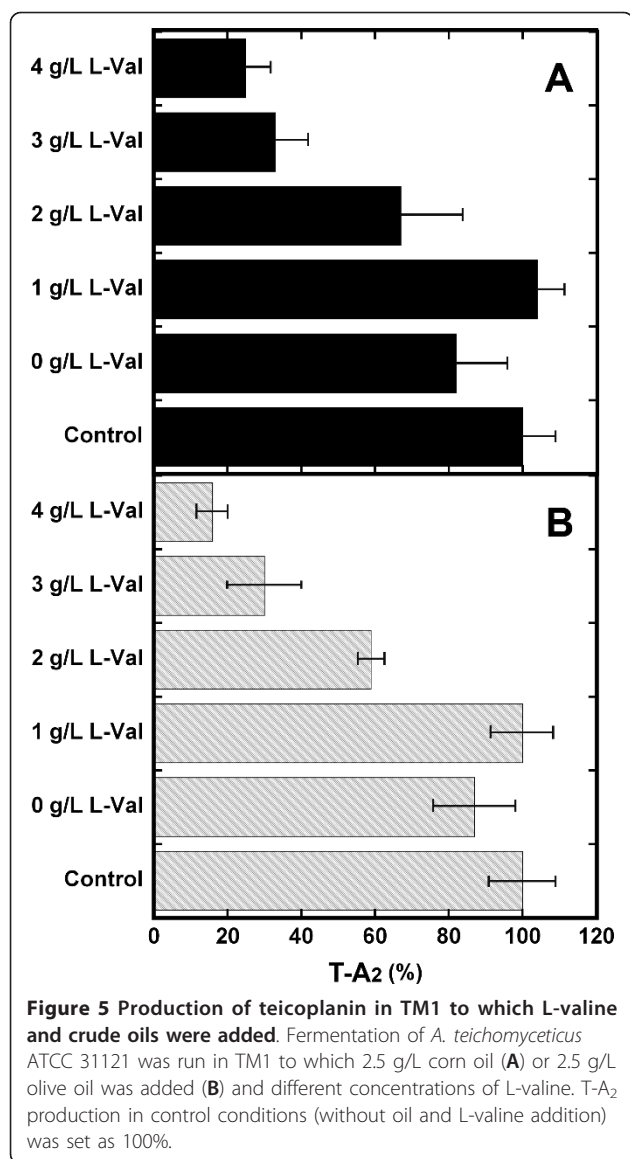 4 g/L L-Val
A
3 g/L L-Val
2 g/L L-Val
1 g/L L-Val
0 g/L L-Val
Control
4 g/L L-Val
B
3 g/L L-Val
2 g/L L-Val
1 g/L L-Val
0 g/L L-Val
Control
0 20 40 60 80 100 120
T-A2 (%)
Figure 5 Production of teicoplanin in TM1 to which L-valine
and crude oils were added. Fermentation of A. teichomyceticus
ATCC 31121 was run in TM1 to which 2.5 g/L corn oil (A) or 2.5 g/L
olive oil was added (B) and different concentrations of L-valine. T-A2
production in control conditions (without oil and L-valine addition)
was set as 100%.